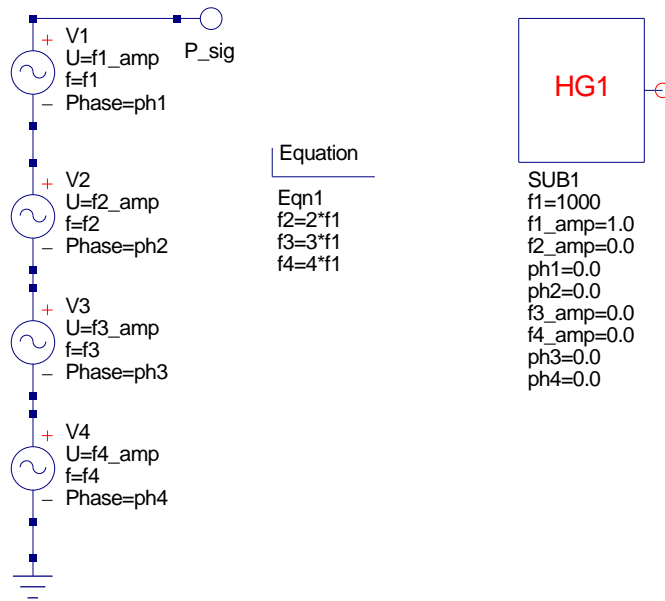 + V1
U=f1_amp
f=f1
– Phase=ph1
P_sig
+ V2
U=f2_amp
f=f2
– Phase=ph2
+ V3
U=f3_amp
f=f3
– Phase=ph3
+ V4
U=f4_amp
f=f4
– Phase=ph4
Equation
Eqn1
f2=2*f1
f3=3*f1
f4=4*f1
HG1
SUB1
f1=1000
f1_amp=1.0
f2_amp=0.0
ph1=0.0
ph2=0.0
f3_amp=0.0
f4_amp=0.0
ph3=0.0
ph4=0.0